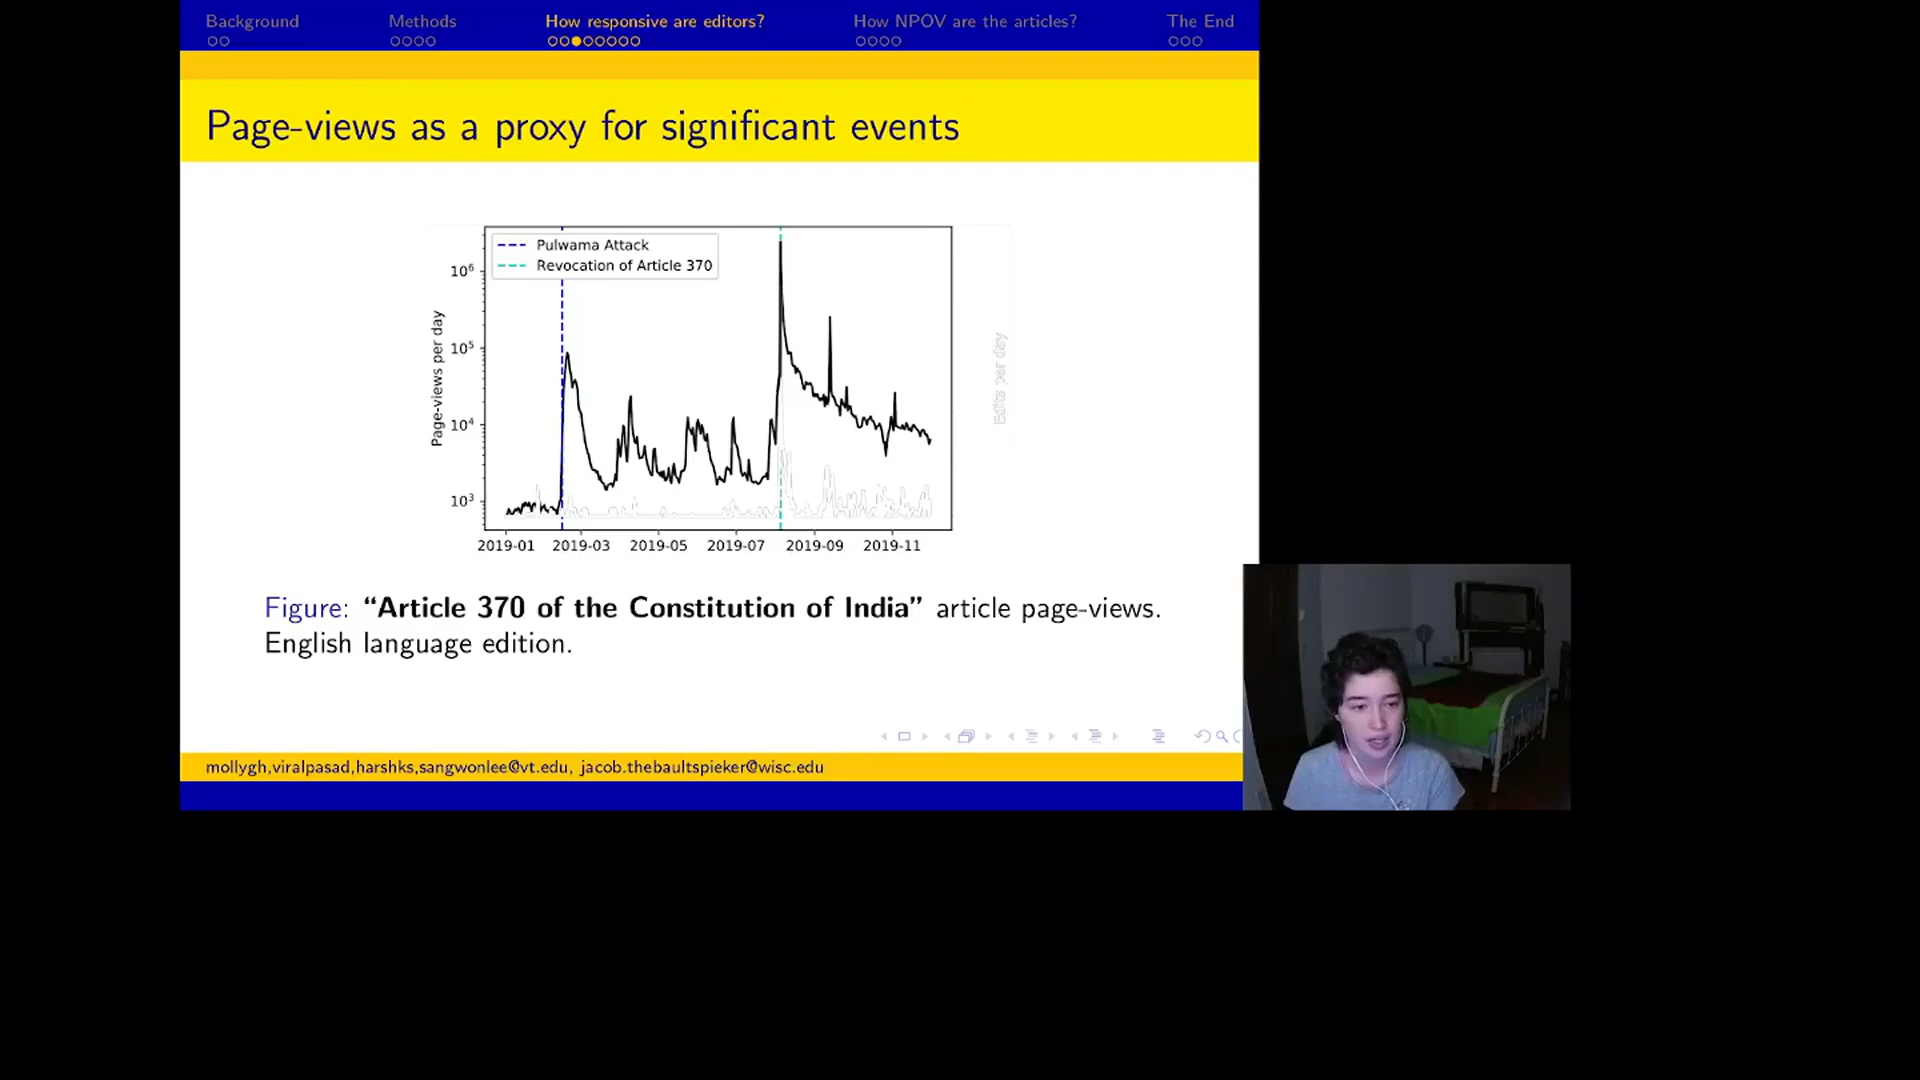 Background Methods How responsive are editors? How NPOV are the articles? The End
Page-views as a proxy for significant events
Pulwama Attack
Revocation of Article 370
Page-views per day
10⁶
10⁵
10⁴
10³
Edits per day
2019-01 2019-03 2019-05 2019-07 2019-09 2019-11
Figure: “Article 370 of the Constitution of India” article page-views.
English language edition.
mollygh,viralpasad,harshks,sangwonlee@vt.edu, jacob.thebaultspieker@wisc.edu